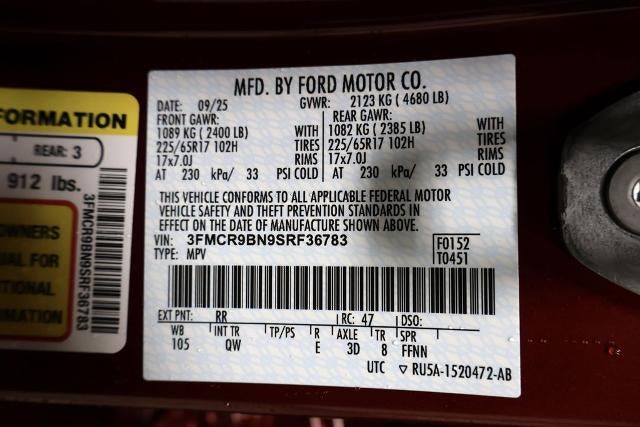 FORMATION
REAR: 3
912 lbs.
OWNERS
UAL FOR
ITIONAL
RMATION
3FMCR9BN9SRF36783
MFD. BY FORD MOTOR CO.
DATE: 09/25 GVWR: 2123 KG ( 4680 LB)
FRONT GAWR: REAR GAWR:
1089 KG ( 2400 LB) WITH 1082 KG ( 2385 LB) WITH
225/65R17 102H TIRES 225/65R17 102H TIRES
17x7.0J RIMS 17x7.0J RIMS
AT 230 kPa/ 33 PSI COLD AT 230 kPa/ 33 PSI COLD
THIS VEHICLE CONFORMS TO ALL APPLICABLE FEDERAL MOTOR
VEHICLE SAFETY AND THEFT PREVENTION STANDARDS IN
EFFECT ON THE DATE OF MANUFACTURE SHOWN ABOVE.
VIN: 3FMCR9BN9SRF36783 F0152
TYPE: MPV T0451
EXT PNT: RR RC: 47 DSO:
WB INT TR TP/PS R AXLE TR SPR
105 QW E 3D 8 FFNN
UTC ▽ RU5A-1520472-AB